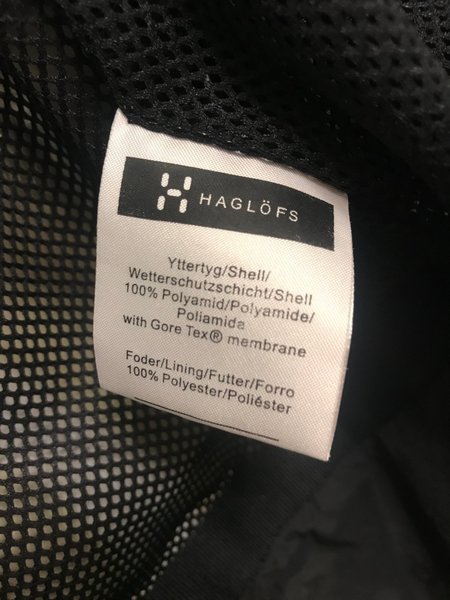 HAGLÖFS
Yttertyg/Shell/
Wetterschutzschicht/Shell
100% Polyamid/Polyamide/
Poliamida
with Gore Tex® membrane
Foder/Lining/Futter/Forro
100% Polyester/Poliéster